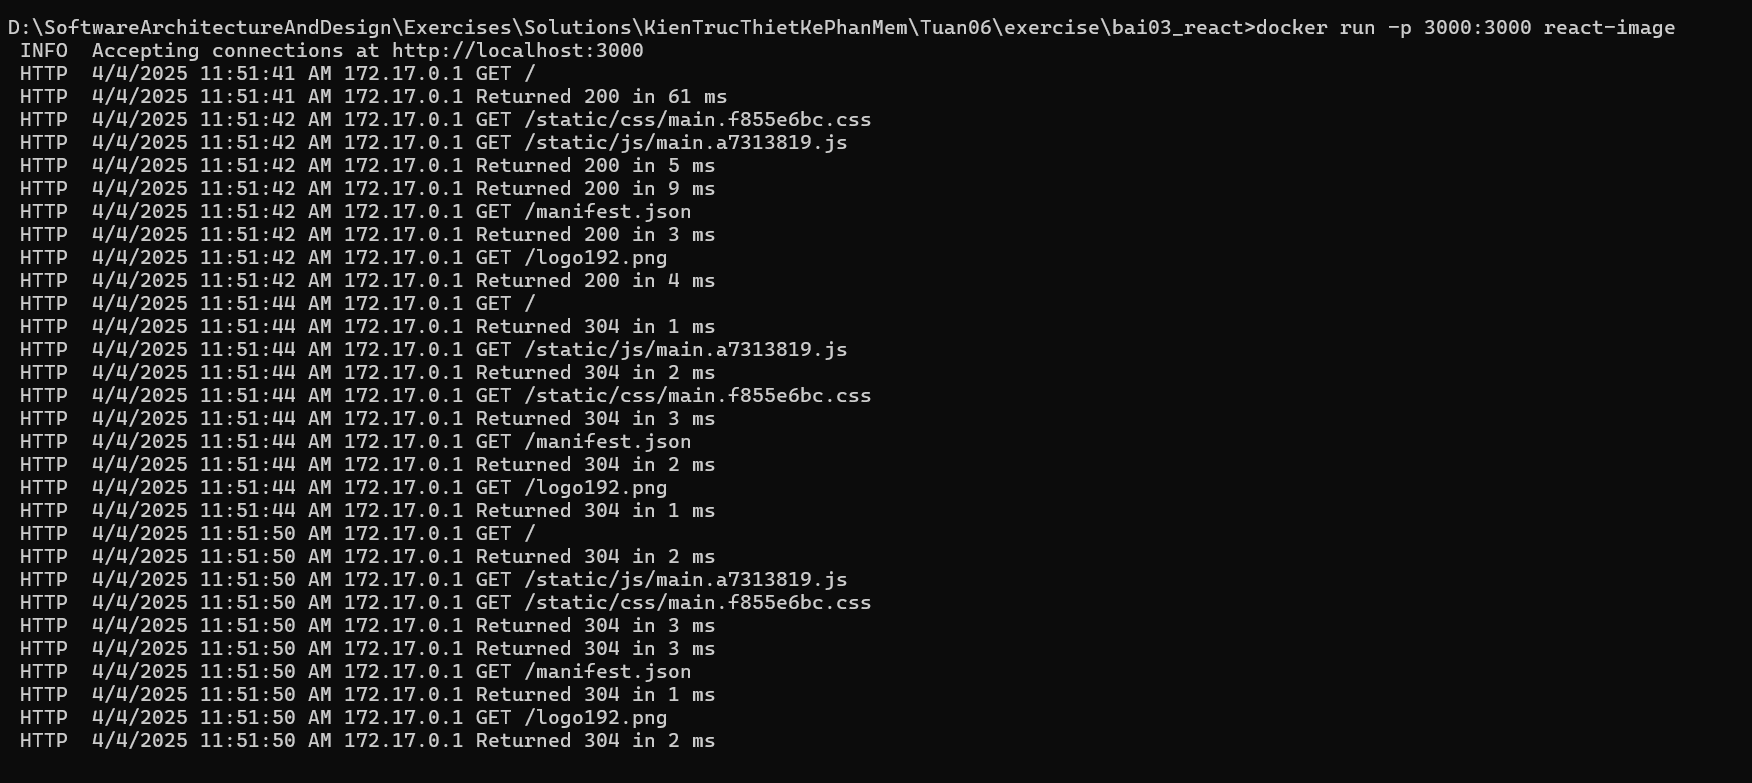 D:\SoftwareArchitectureAndDesign\Exercises\Solutions\KienTrucThietKePhanMem\Tuan06\exercise\bai03_react>docker run -p 3000:3000 react-image
INFO  Accepting connections at http://localhost:3000
HTTP  4/4/2025 11:51:41 AM 172.17.0.1 GET /
HTTP  4/4/2025 11:51:41 AM 172.17.0.1 Returned 200 in 61 ms
HTTP  4/4/2025 11:51:42 AM 172.17.0.1 GET /static/css/main.f855e6bc.css
HTTP  4/4/2025 11:51:42 AM 172.17.0.1 GET /static/js/main.a7313819.js
HTTP  4/4/2025 11:51:42 AM 172.17.0.1 Returned 200 in 5 ms
HTTP  4/4/2025 11:51:42 AM 172.17.0.1 Returned 200 in 9 ms
HTTP  4/4/2025 11:51:42 AM 172.17.0.1 GET /manifest.json
HTTP  4/4/2025 11:51:42 AM 172.17.0.1 Returned 200 in 3 ms
HTTP  4/4/2025 11:51:42 AM 172.17.0.1 GET /logo192.png
HTTP  4/4/2025 11:51:42 AM 172.17.0.1 Returned 200 in 4 ms
HTTP  4/4/2025 11:51:44 AM 172.17.0.1 GET /
HTTP  4/4/2025 11:51:44 AM 172.17.0.1 Returned 304 in 1 ms
HTTP  4/4/2025 11:51:44 AM 172.17.0.1 GET /static/js/main.a7313819.js
HTTP  4/4/2025 11:51:44 AM 172.17.0.1 Returned 304 in 2 ms
HTTP  4/4/2025 11:51:44 AM 172.17.0.1 GET /static/css/main.f855e6bc.css
HTTP  4/4/2025 11:51:44 AM 172.17.0.1 Returned 304 in 3 ms
HTTP  4/4/2025 11:51:44 AM 172.17.0.1 GET /manifest.json
HTTP  4/4/2025 11:51:44 AM 172.17.0.1 Returned 304 in 2 ms
HTTP  4/4/2025 11:51:44 AM 172.17.0.1 GET /logo192.png
HTTP  4/4/2025 11:51:44 AM 172.17.0.1 Returned 304 in 1 ms
HTTP  4/4/2025 11:51:50 AM 172.17.0.1 GET /
HTTP  4/4/2025 11:51:50 AM 172.17.0.1 Returned 304 in 2 ms
HTTP  4/4/2025 11:51:50 AM 172.17.0.1 GET /static/js/main.a7313819.js
HTTP  4/4/2025 11:51:50 AM 172.17.0.1 GET /static/css/main.f855e6bc.css
HTTP  4/4/2025 11:51:50 AM 172.17.0.1 Returned 304 in 3 ms
HTTP  4/4/2025 11:51:50 AM 172.17.0.1 Returned 304 in 3 ms
HTTP  4/4/2025 11:51:50 AM 172.17.0.1 GET /manifest.json
HTTP  4/4/2025 11:51:50 AM 172.17.0.1 Returned 304 in 1 ms
HTTP  4/4/2025 11:51:50 AM 172.17.0.1 GET /logo192.png
HTTP  4/4/2025 11:51:50 AM 172.17.0.1 Returned 304 in 2 ms